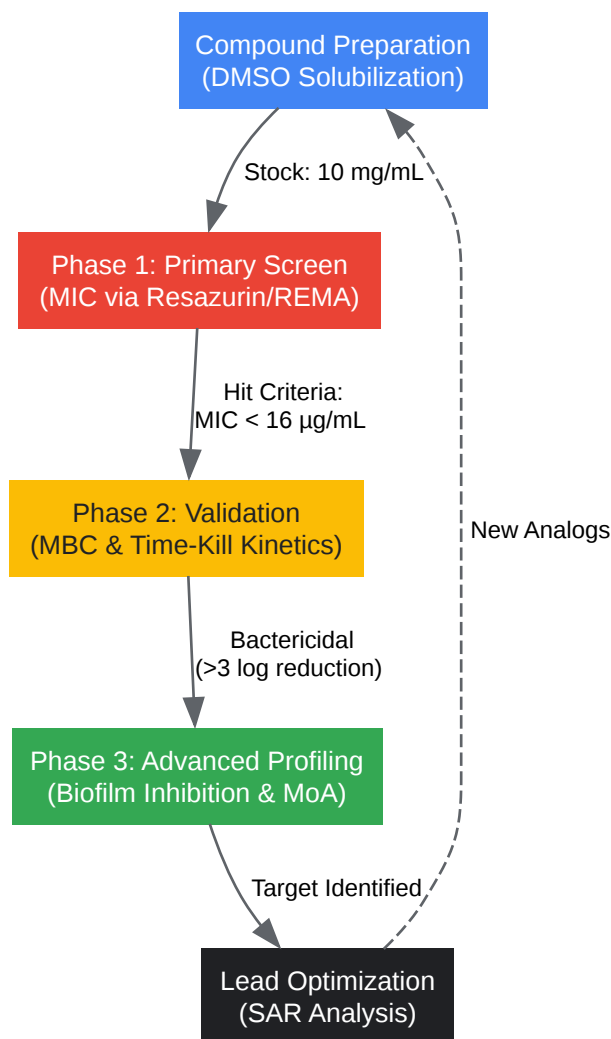 Compound Preparation
(DMSO Solubilization)
Stock: 10 mg/mL
Phase 1: Primary Screen
(MIC via Resazurin/REMA)
Hit Criteria:
MIC < 16 µg/mL
Phase 2: Validation
(MBC & Time-Kill Kinetics)
New Analogs
Bactericidal
(>3 log reduction)
Phase 3: Advanced Profiling
(Biofilm Inhibition & MoA)
Target Identified
Lead Optimization
(SAR Analysis)